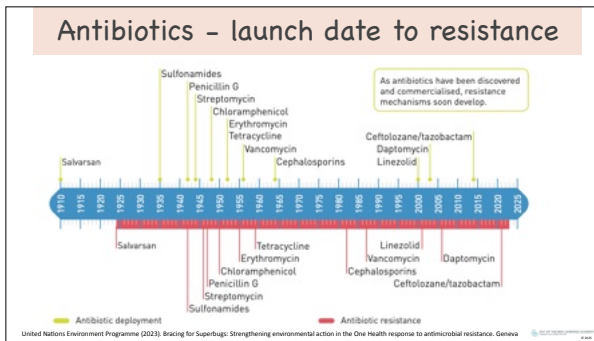 Antibiotics – launch date to resistance
Sulfonamides
Penicillin G
Streptomycin
Chloramphenicol
Erythromycin
Tetracycline
Vancomycin
Salvarsan
Cephalosporins
As antibiotics have been discovered
and commercialised, resistance
mechanisms soon develop.
Ceftolozane/tazobactam
Daptomycin
Linezolid
1910 1915 1920 1925 1935 1940 1945 1950 1955 1960 1965 1970 1975 1980 1985 1990 1995 2000 2005 2010 2015 2020 2025
Salvarsan
Tetracycline
Erythromycin
Chloramphenicol
Penicillin G
Streptomycin
Sulfonamides
Linezolid
Vancomycin
Cephalosporins
Daptomycin
Ceftolozane/tazobactam
Antibiotic deployment
Antibiotic resistance
United Nations Environment Programme (2023). Bracing for Superbugs: Strengthening environmental action in the One Health response to antimicrobial resistance. Geneva